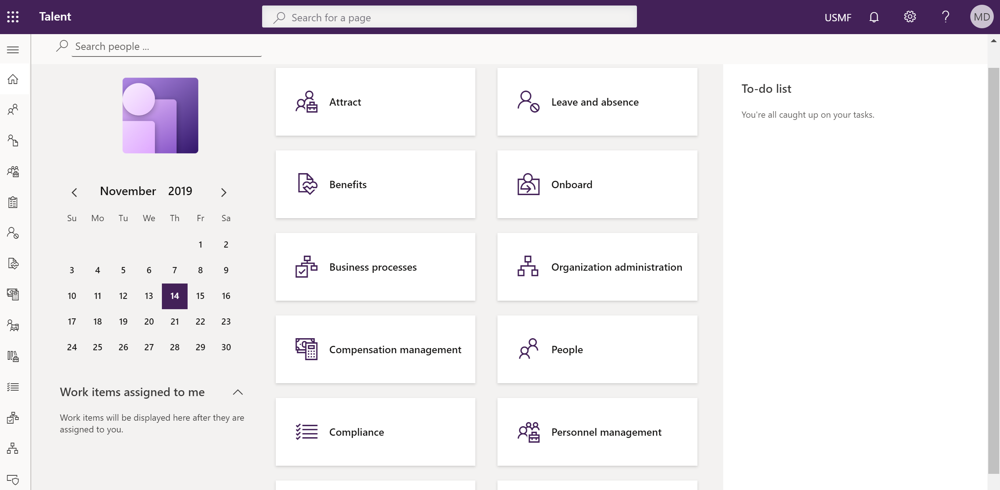 Talent
Search for a page
USMF
MD
Search people ...
November 2019
Su Mo Tu We Th Fr Sa
1 2
3 4 5 6 7 8 9
10 11 12 13 14 15 16
17 18 19 20 21 22 23
24 25 26 27 28 29 30
Work items assigned to me
Work items will be displayed here after they are
assigned to you.
Attract
Leave and absence
Benefits
Onboard
Business processes
Organization administration
Compensation management
People
Compliance
Personnel management
To-do list
You're all caught up on your tasks.